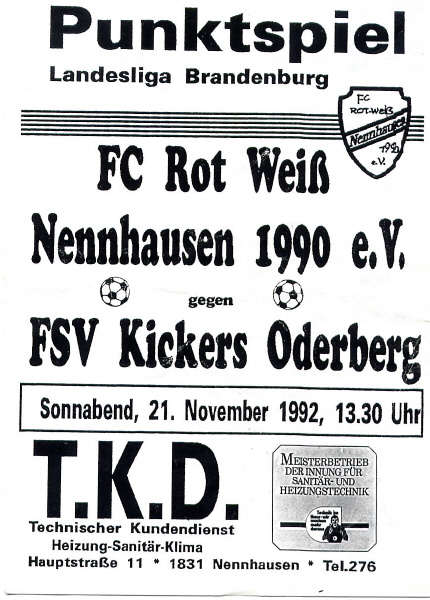 Punktspiel
Landesliga Brandenburg
FC
ROT-WEIß
Nennhausen
1990
e.V.
FC Rot Weiß
Nennhausen 1990 e.V.
gegen
FSV Kickers Oderberg
Sonnabend, 21. November 1992, 13.30 Uhr
T.K.D.
Technischer Kundendienst
Heizung-Sanitär-Klima
Hauptstraße 11 * 1831 Nennhausen * Tel.276
MEISTERBETRIEB
DER INNUNG FÜR
SANITÄR- UND
HEIZUNGSTECHNIK